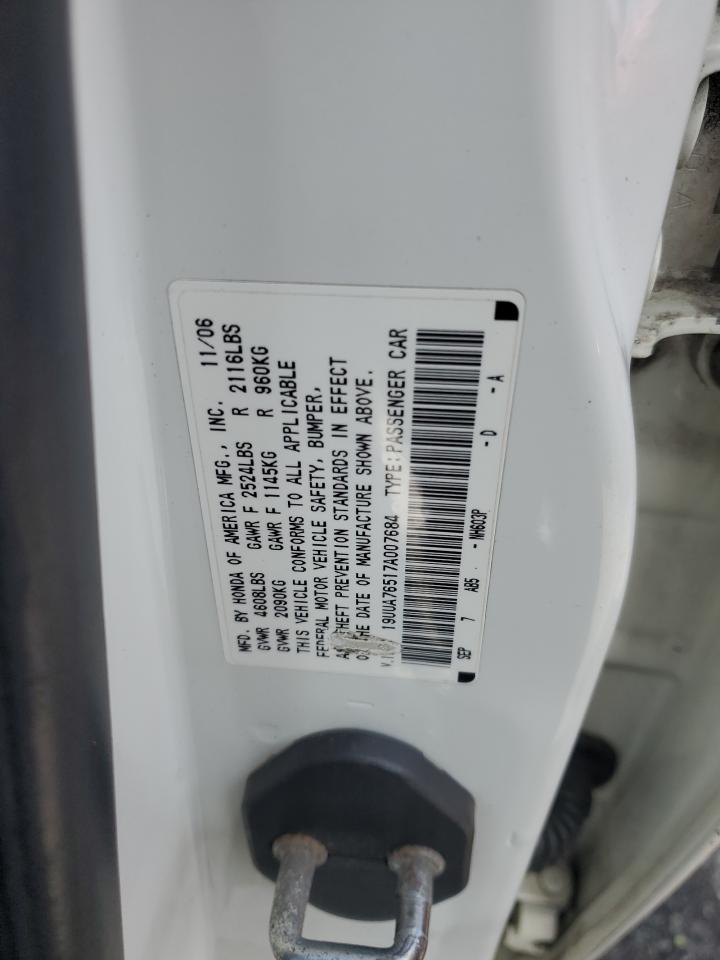 MFD. BY HONDA OF AMERICA MFG., INC. 11/06
GVWR 4608LBS GAWR F 2524LBS R 2116LBS
GVWR 2090KG GAWR F 1145KG R 960KG
THIS VEHICLE CONFORMS TO ALL APPLICABLE
FEDERAL MOTOR VEHICLE SAFETY, BUMPER,
THEFT PREVENTION STANDARDS IN EFFECT
THE DATE OF MANUFACTURE SHOWN ABOVE.
19UUA76517A007684 TYPE:PASSENGER CAR
SEP 7 AB5 - NH603P - D - A